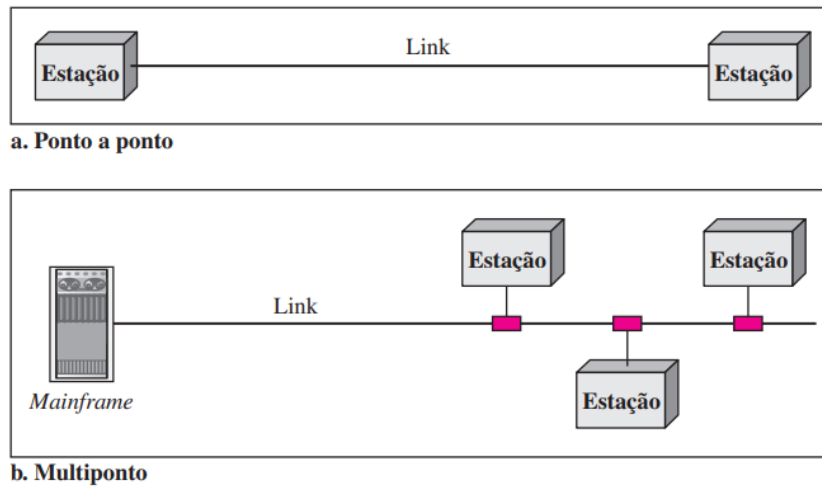 Link
Estação
Estação
a. Ponto a ponto
Estação
Estação
Link
Mainframe
Estação
b. Multiponto